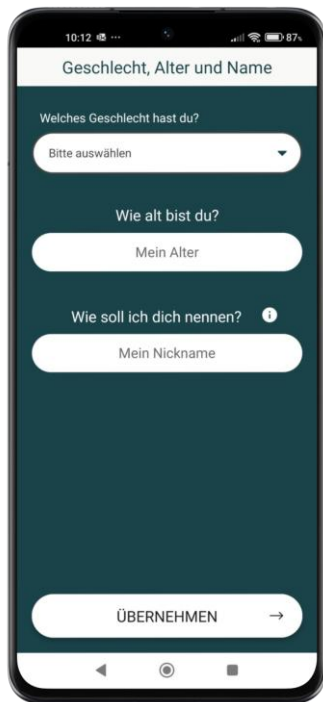 10:12 ... 87%
Geschlecht, Alter und Name
Welches Geschlecht hast du?
Bitte auswählen
Wie alt bist du?
Mein Alter
Wie soll ich dich nennen? i
Mein Nickname
ÜBERNEHMEN →